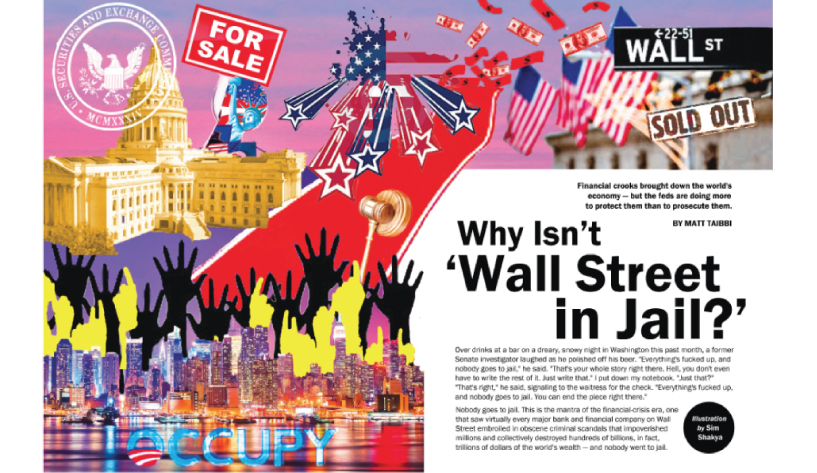 U.S. SECURITIES AND EXCHANGE COMM
MCMXXXIV
FOR
SALE
←22-51
WALL ST
SOLD OUT
Financial crooks brought down the world's
economy — but the feds are doing more
to protect them than to prosecute them.
BY MATT TAIBBI
Why Isn't
‘Wall Street
in Jail?’
Over drinks at a bar on a dreary, snowy night in Washington this past month, a former
Senate investigator laughed as he polished off his beer. "Everything's fucked up, and
nobody goes to jail," he said. "That's your whole story right there. Hell, you don't even
have to write the rest of it. Just write that." I put down my notebook. "Just that?"
"That's right," he said, signaling to the waitress for the check. "Everything's fucked up,
and nobody goes to jail. You can end the piece right there."
Nobody goes to jail. This is the mantra of the financial-crisis era, one
that saw virtually every major bank and financial company on Wall
Street embroiled in obscene criminal scandals that impoverished
millions and collectively destroyed hundreds of billions, in fact,
trillions of dollars of the world's wealth — and nobody went to jail.
Illustration
by Sim
Shakya
OCCUPY